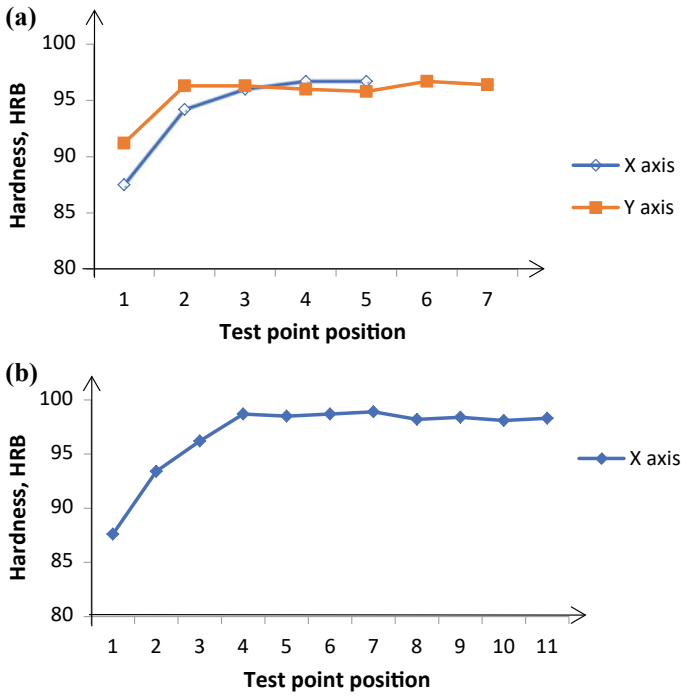 (a)
100
95
90
85
80
Hardness, HRB
1 2 3 4 5 6 7
Test point position
X axis
Y axis
(b)
100
95
90
85
80
Hardness, HRB
1 2 3 4 5 6 7 8 9 10 11
Test point position
X axis